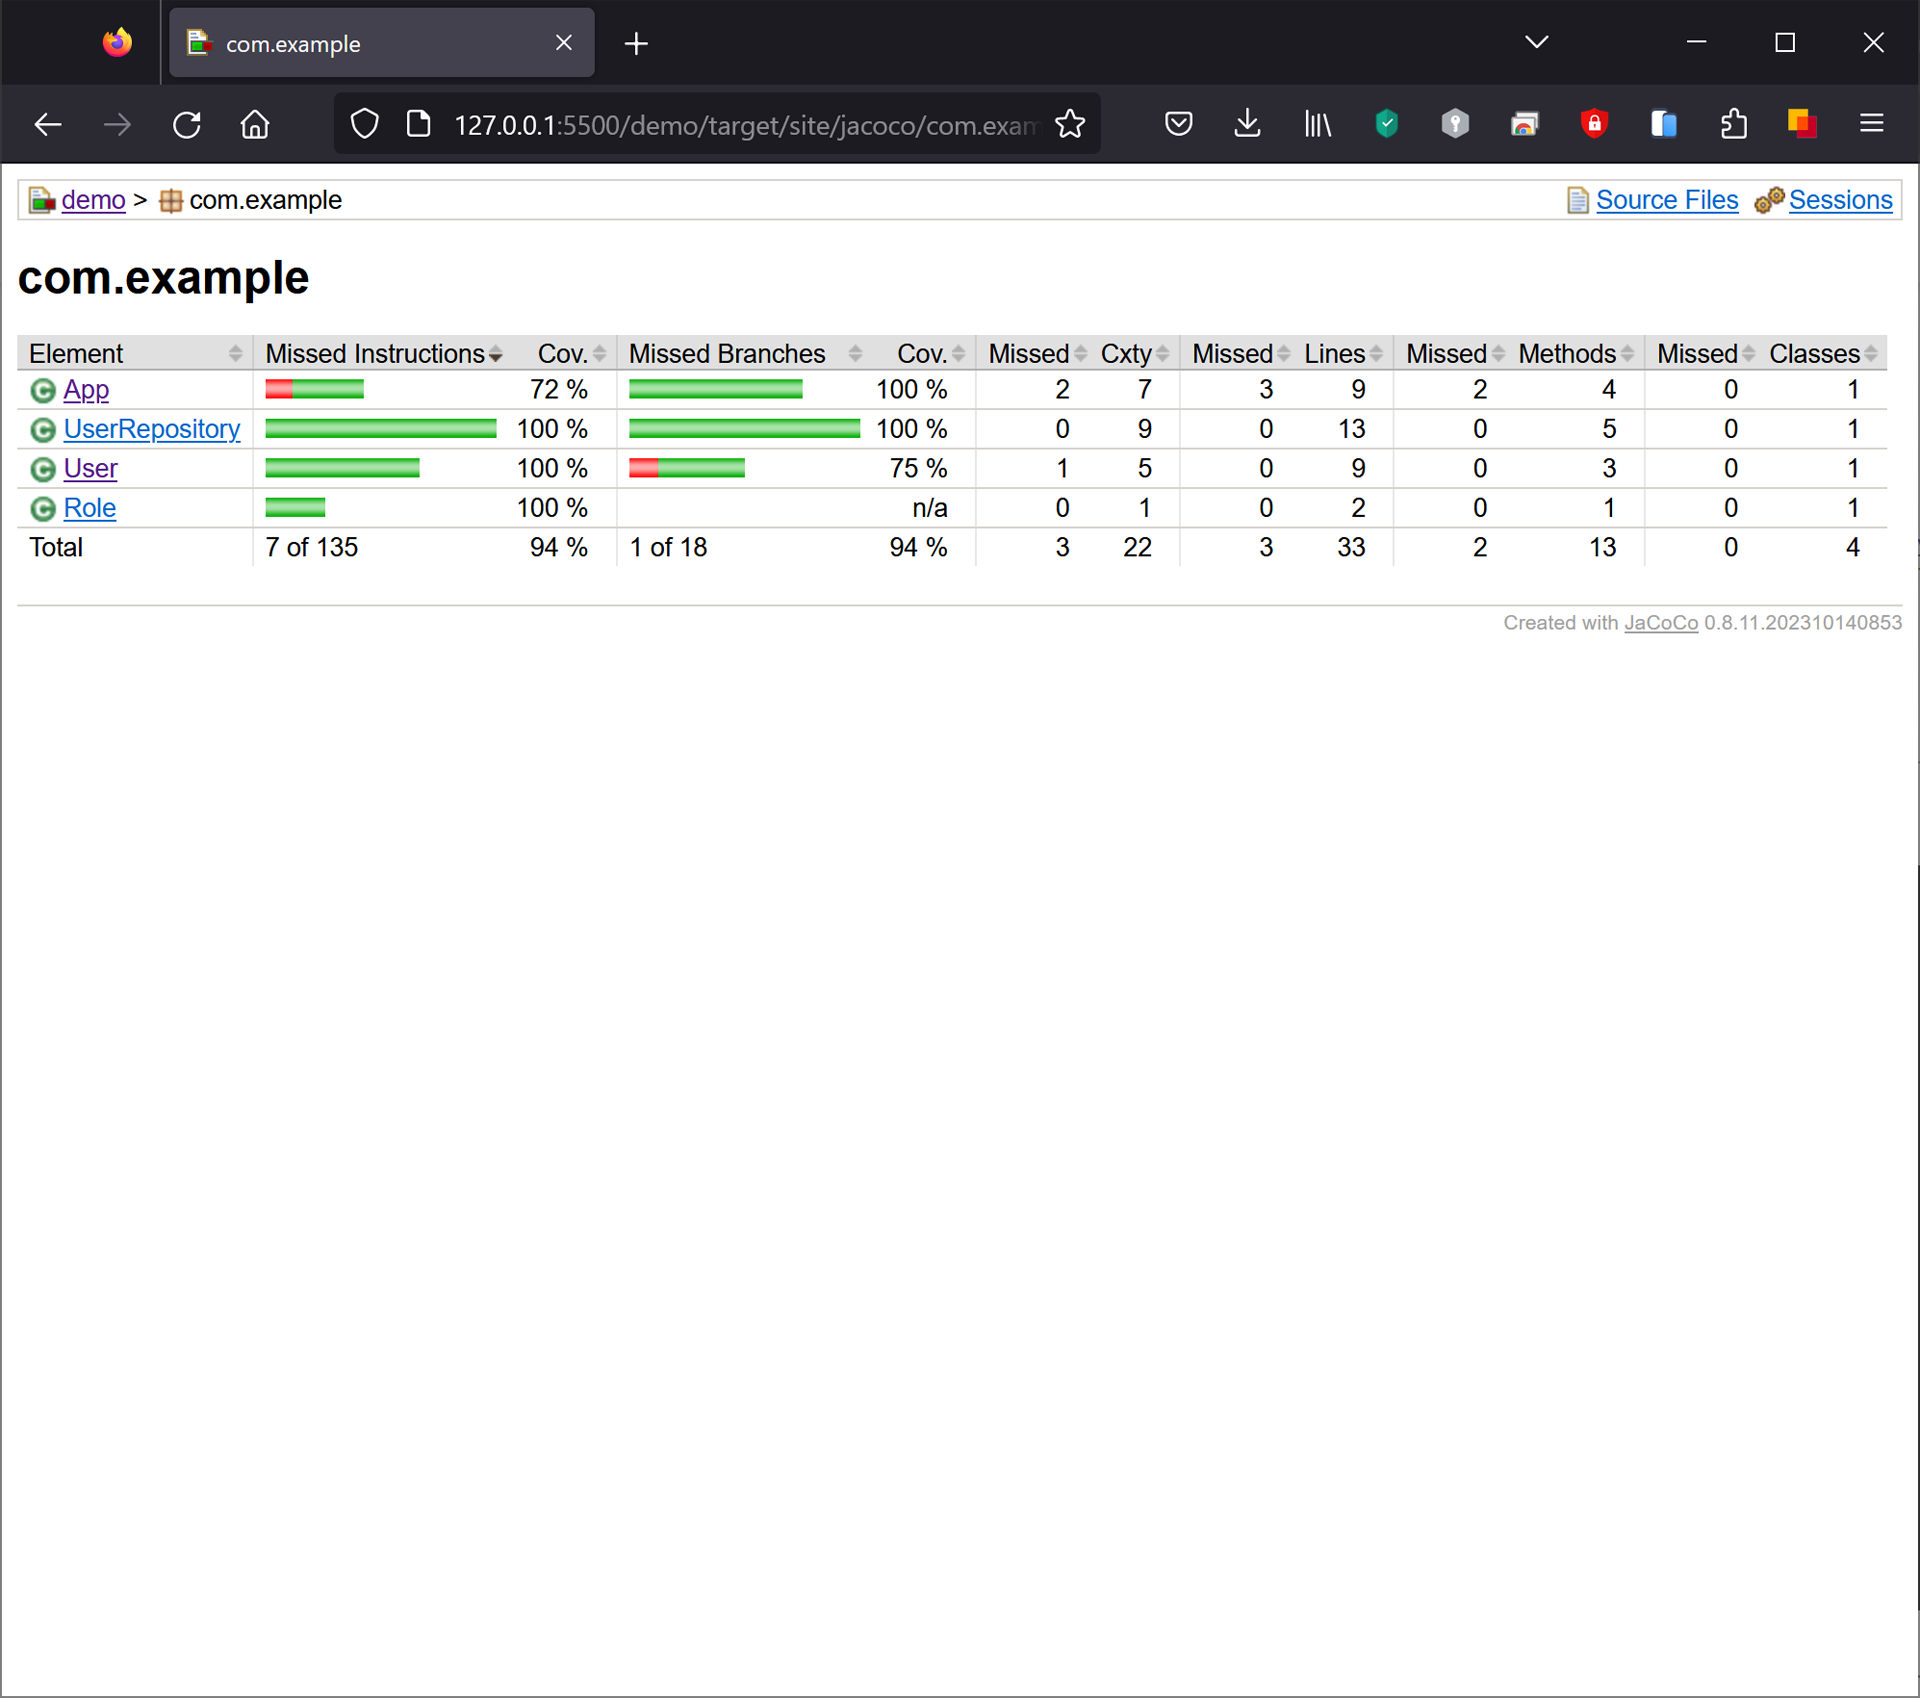 com.example
127.0.0.1:5500/demo/target/site/jacoco/com.exam
demo > com.example Source Files Sessions
com.example
Element Missed Instructions Cov. Missed Branches Cov. Missed Cxty Missed Lines Missed Methods Missed Classes
App 72 % 100 % 2 7 3 9 2 4 0 1
UserRepository 100 % 100 % 0 9 0 13 0 5 0 1
User 100 % 75 % 1 5 0 9 0 3 0 1
Role 100 % n/a 0 1 0 2 0 1 0 1
Total 7 of 135 94 % 1 of 18 94 % 3 22 3 33 2 13 0 4
Created with JaCoCo 0.8.11.202310140853